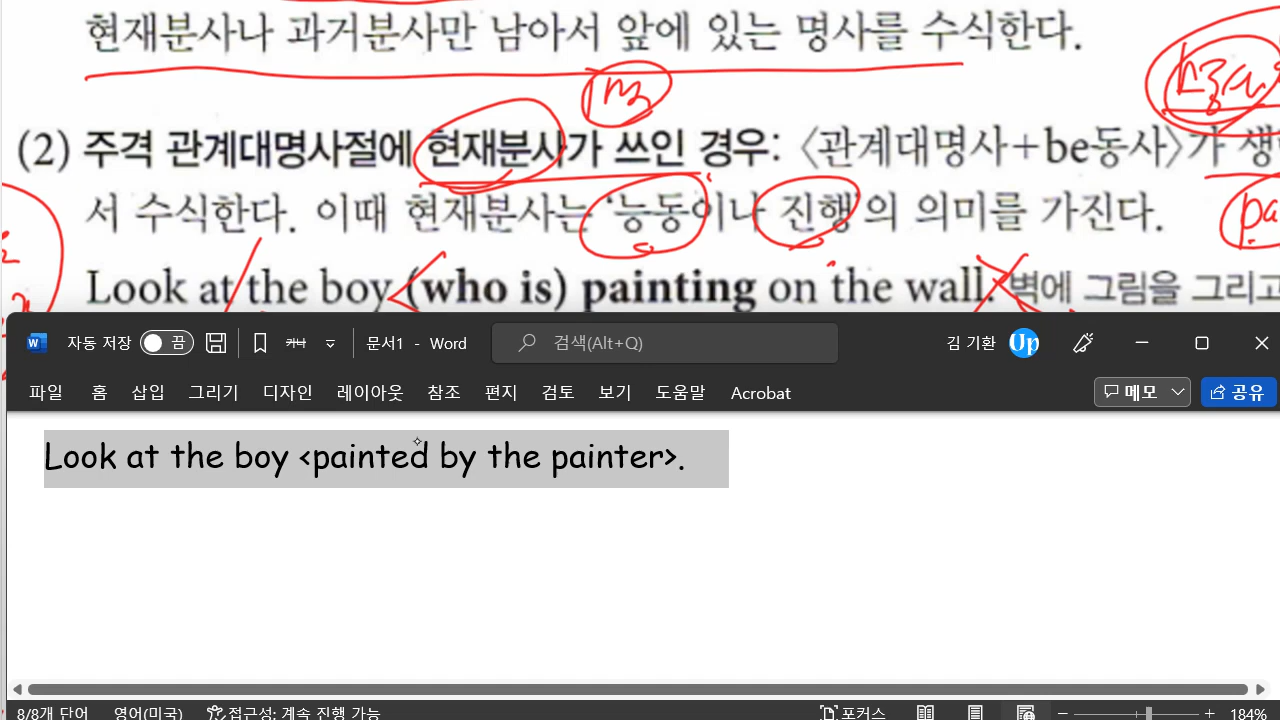 현재분사나 과거분사만 남아서 앞에 있는 명사를 수식한다.
(2) 주격 관계대명사절에 현재분사가 쓰인 경우: 〈관계대명사+be동사〉가 생
서 수식한다. 이때 현재분사는 '능동'이나 '진행'의 의미를 가진다.
pa
Look at the boy (who is) painting on the wall. 벽에 그림을 그리고
자동 저장 끔 가나 문서1 - Word 검색(Alt+Q) 김 기환 Up
파일 홈 삽입 그리기 디자인 레이아웃 참조 편지 검토 보기 도움말 Acrobat 메모 공유
Look at the boy <painted by the painter>.
8/8개 단어 영어(미국) 접근성: 계속 진행 가능 포커스 184%